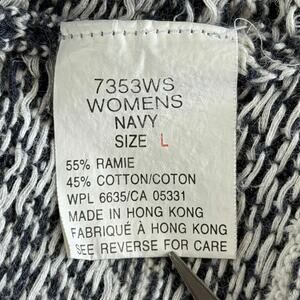 7353WS
WOMENS
NAVY
SIZE L
55% RAMIE
45% COTTON/COTON
WPL 6635/CA 05331
MADE IN HONG KONG
FABRIQUÉ À HONG KONG
SEE REVERSE FOR CARE